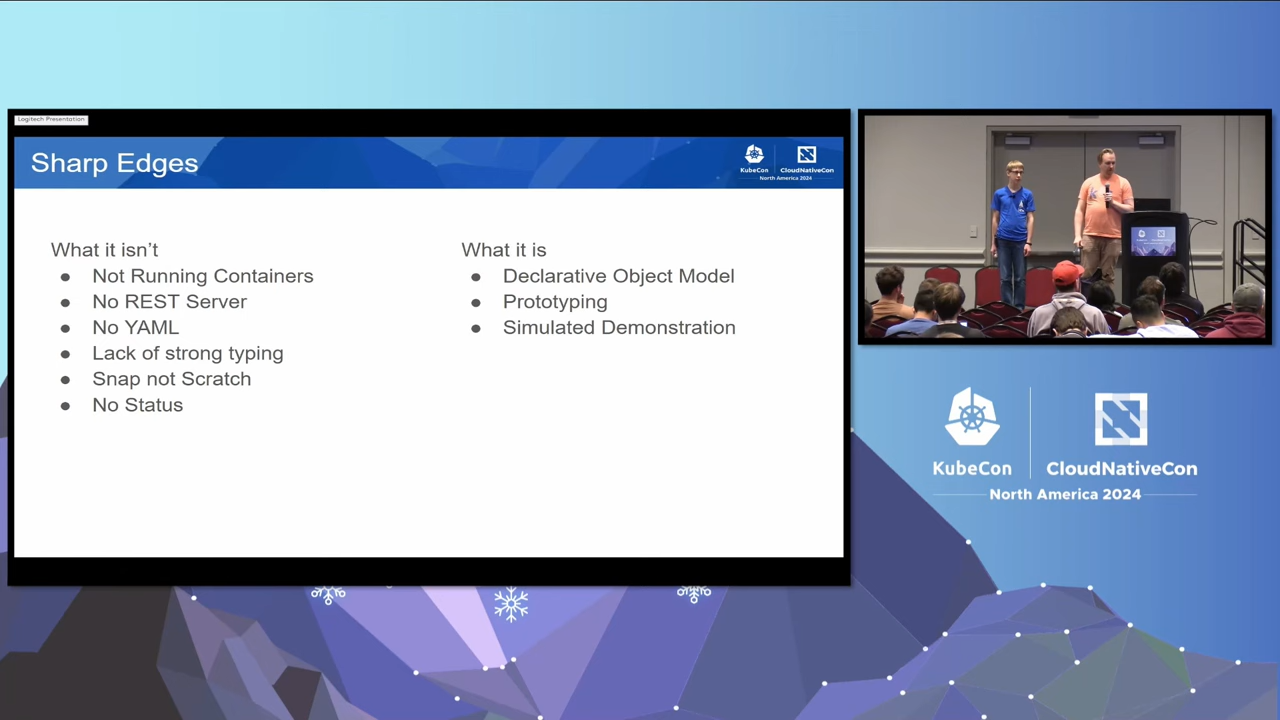 Logitech Presentation
Sharp Edges
KubeCon
CloudNativeCon
North America 2024
What it isn't
● Not Running Containers
● No REST Server
● No YAML
● Lack of strong typing
● Snap not Scratch
● No Status
What it is
● Declarative Object Model
● Prototyping
● Simulated Demonstration
KubeCon
CloudNativeCon
North America 2024